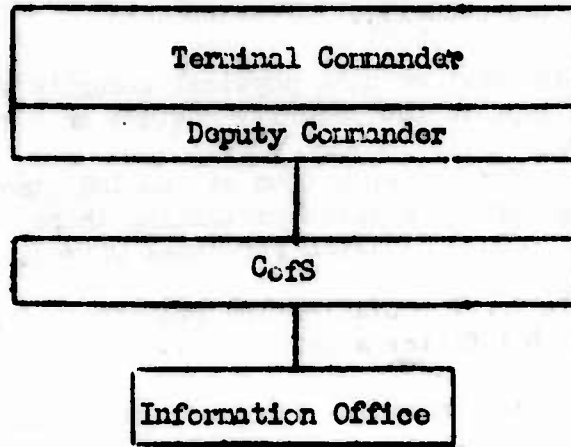 Terminal Commander
Deputy Commander
CofS
Information Office